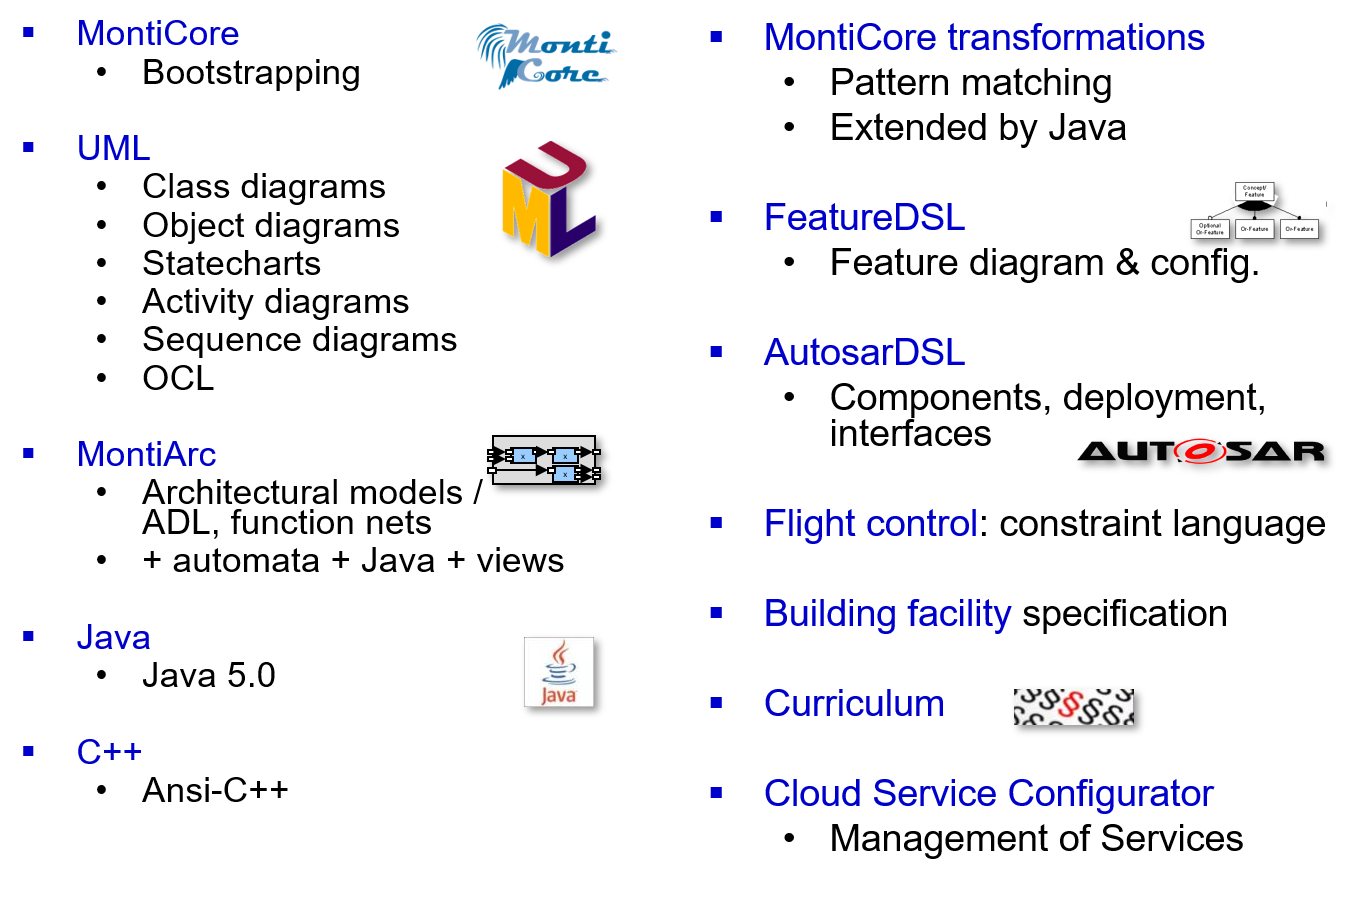 MontiCore
• Bootstrapping
Monti
Core
UML
• Class diagrams
• Object diagrams
• Statecharts
• Activity diagrams
• Sequence diagrams
• OCL
UML
MontiArc
• Architectural models /
ADL, function nets
• + automata + Java + views
x
x
x
Java
• Java 5.0
Java
C++
• Ansi-C++
MontiCore transformations
• Pattern matching
• Extended by Java
FeatureDSL
• Feature diagram & config.
Concept/
Feature
Optional
Or-Feature
Or-Feature
Or-Feature
AutosarDSL
• Components, deployment,
interfaces
AUTOSAR
Flight control: constraint language
Building facility specification
Curriculum
§§§§§§
Cloud Service Configurator
• Management of Services